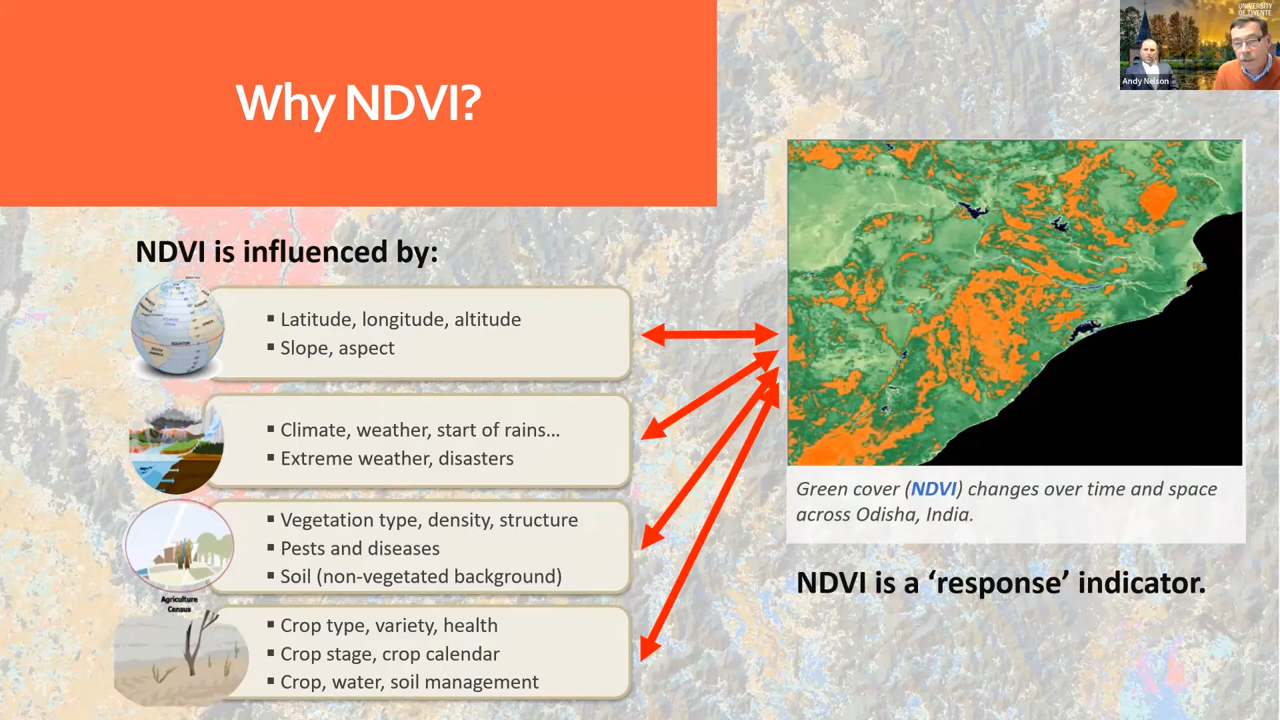 Why NDVI?
UNIVERSITY
OF TWENTE
Andy Nelson
NDVI is influenced by:
▪ Latitude, longitude, altitude
▪ Slope, aspect
EQUATOR
▪ Climate, weather, start of rains...
▪ Extreme weather, disasters
▪ Vegetation type, density, structure
▪ Pests and diseases
▪ Soil (non-vegetated background)
Agriculture
Census
▪ Crop type, variety, health
▪ Crop stage, crop calendar
▪ Crop, water, soil management
Green cover (NDVI) changes over time and space
across Odisha, India.
NDVI is a ‘response’ indicator.